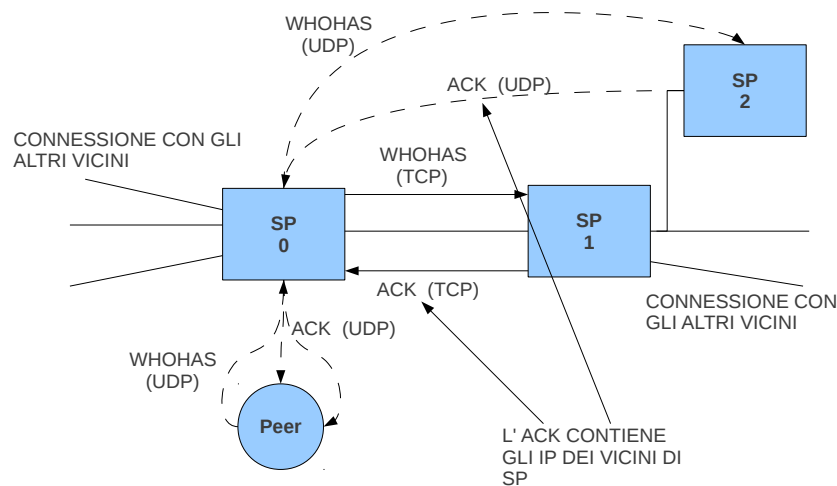 WHOHAS
(UDP)
SP
2
ACK (UDP)
CONNESSIONE CON GLI
ALTRI VICINI
WHOHAS
(TCP)
SP
0
SP
1
ACK (TCP)
CONNESSIONE CON
GLI ALTRI VICINI
ACK (UDP)
WHOHAS
(UDP)
Peer
L' ACK CONTIENE
GLI IP DEI VICINI DI
SP